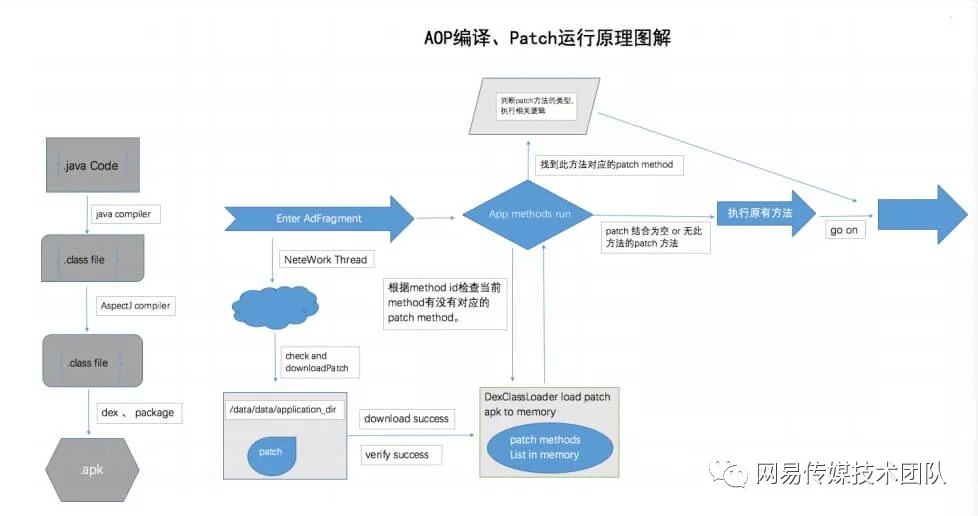 AOP编译、Patch运行原理图解
.java Code
java compiler
.class file
AspectJ compiler
.class file
dex 、 package
apk
Enter AdFragment
NeteWork Thread
check and
downloadPatch
/data/data/application_dir
patch
download success
verify success
判断patch方法的类型,
执行相关逻辑
找到此方法对应的patch method
App methods run
根据method id检查当前
method有没有对应的
patch method。
DexClassLoader load patch
apk to memory
patch methods
List in memory
patch 结合为空 or 无此
方法的patch 方法
执行原有方法
go on
网易传媒技术团队